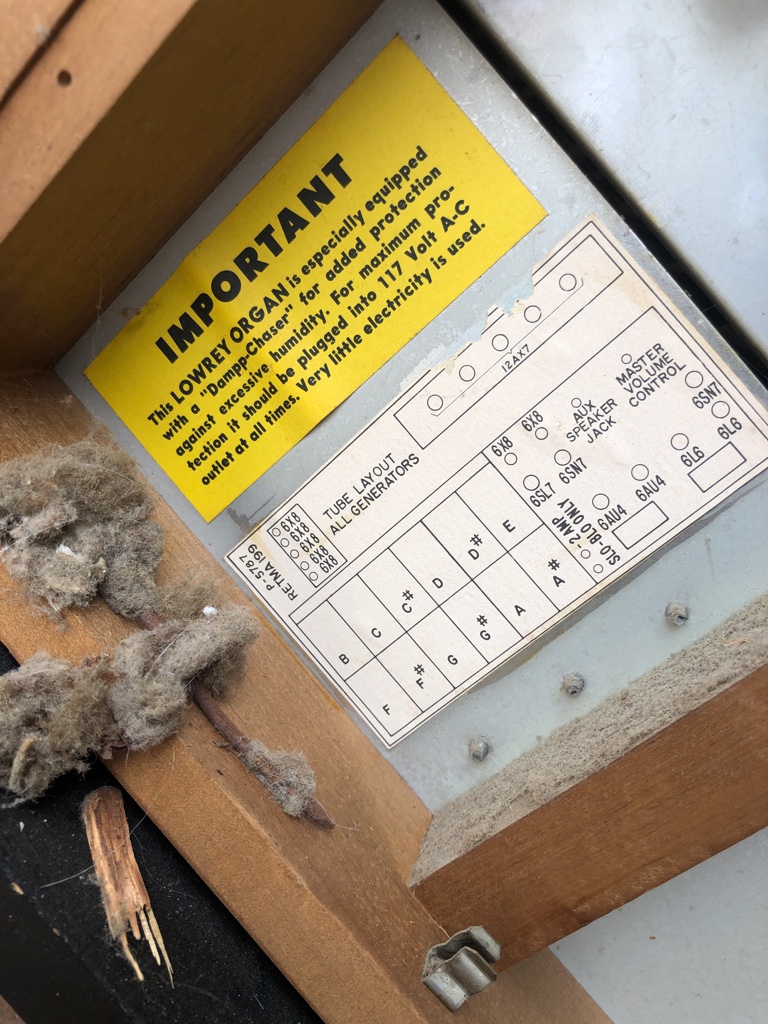 IMPORTANT
This LOWREY ORGAN is especially equipped
with a "Dampp-Chaser" for added protection
against excessive humidity. For maximum pro-
tection it should be plugged into 117 Volt A-C
outlet at all times. Very little electricity is used.
12AX7
P-5787
RETMA 199
6X8
6X8
6X8
6X8
6X8
TUBE LAYOUT
ALL GENERATORS
6X8
6X8
AUX
SPEAKER
JACK
MASTER
VOLUME
CONTROL
6SN7
6SL7
6SN7
6L6
6L6
6AU4
6AU4
2 AMP
SLO-BLO ONLY
B
C
C#
D
D#
E
F
F#
G
G#
A
A#